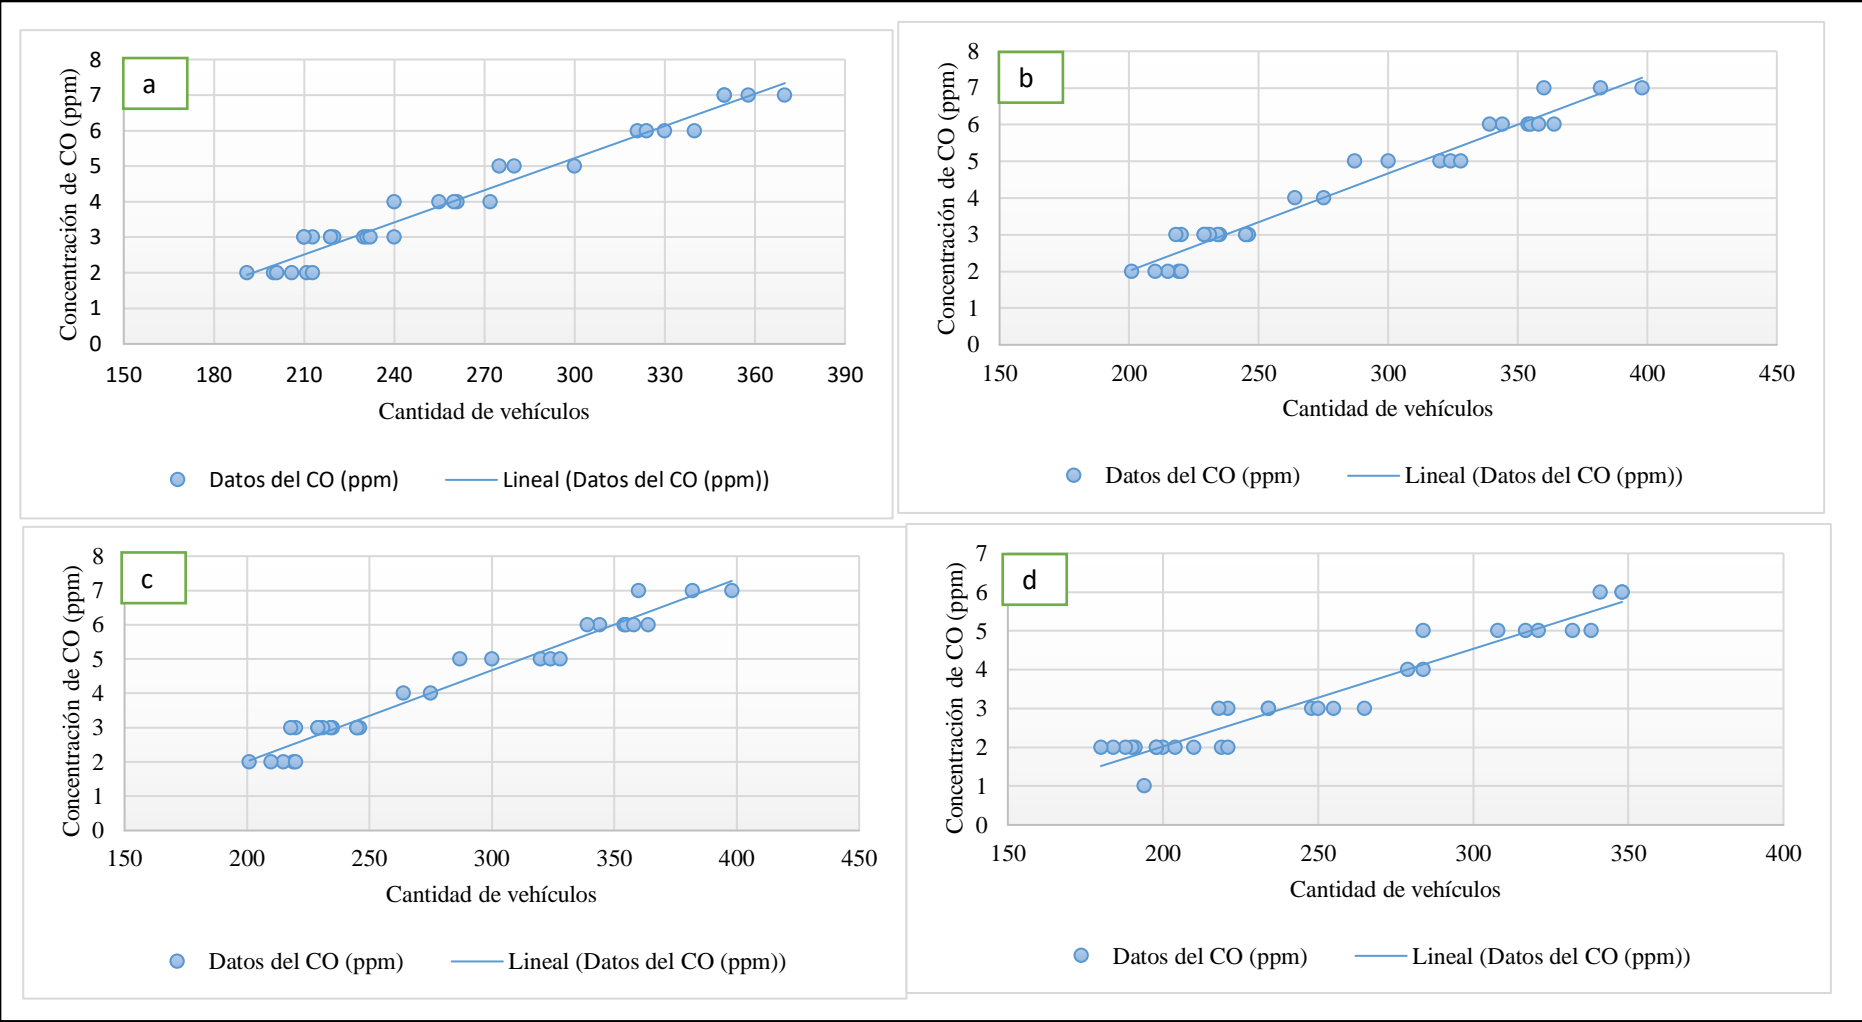 a
Concentración de CO (ppm)
8
7
6
5
4
3
2
1
0
150 180 210 240 270 300 330 360 390
Cantidad de vehículos
Datos del CO (ppm) Lineal (Datos del CO (ppm))
b
Concentración de CO (ppm)
8
7
6
5
4
3
2
1
0
150 200 250 300 350 400 450
Cantidad de vehículos
Datos del CO (ppm) Lineal (Datos del CO (ppm))
c
Concentración de CO (ppm)
8
7
6
5
4
3
2
1
0
150 200 250 300 350 400 450
Cantidad de vehículos
Datos del CO (ppm) Lineal (Datos del CO (ppm))
d
Concentración de CO (ppm)
7
6
5
4
3
2
1
0
150 200 250 300 350 400
Cantidad de vehículos
Datos del CO (ppm) Lineal (Datos del CO (ppm))